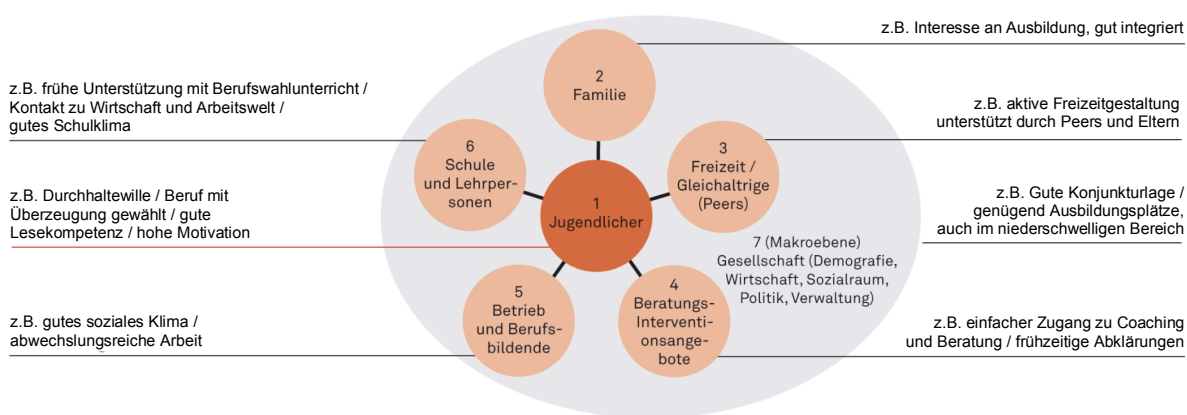 z.B. Interesse an Ausbildung, gut integriert
z.B. frühe Unterstützung mit Berufswahlunterricht /
Kontakt zu Wirtschaft und Arbeitswelt /
gutes Schulklima
2
Familie
z.B. aktive Freizeitgestaltung
unterstützt durch Peers und Eltern
6
Schule
und Lehrper-
sonen
3
Freizeit /
Gleichaltrige
(Peers)
z.B. Durchhaltewille / Beruf mit
Überzeugung gewählt / gute
Lesekompetenz / hohe Motivation
1
Jugendlicher
z.B. Gute Konjunkturlage /
genügend Ausbildungsplätze,
auch im niederschwelligen Bereich
7 (Makroebene)
Gesellschaft (Demografie,
Wirtschaft, Sozialraum,
Politik, Verwaltung)
z.B. gutes soziales Klima /
abwechslungsreiche Arbeit
5
Betrieb
und Berufs-
bildende
4
Beratungs-
Interventi-
onsange-
bote
z.B. einfacher Zugang zu Coaching
und Beratung / frühzeitige Abklärungen